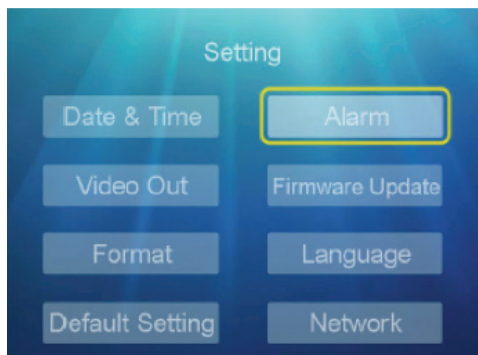 Setting
Date & Time
Alarm
Video Out
Firmware Update
Format
Language
Default Setting
Network